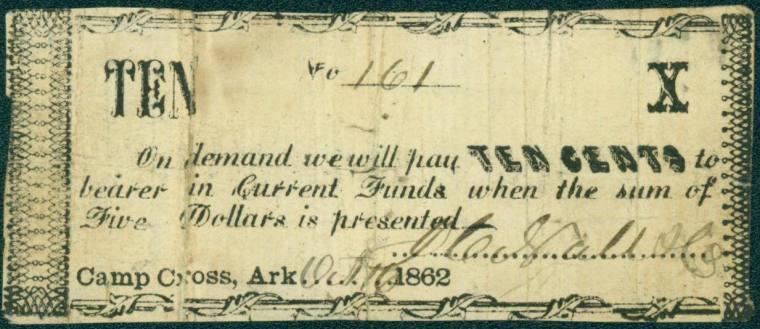 TEN No 161 X
On demand we will pay TEN CENTS to
bearer in Current Funds when the sum of
Five Dollars is presented
Camp Cross, Ark Oct 1862